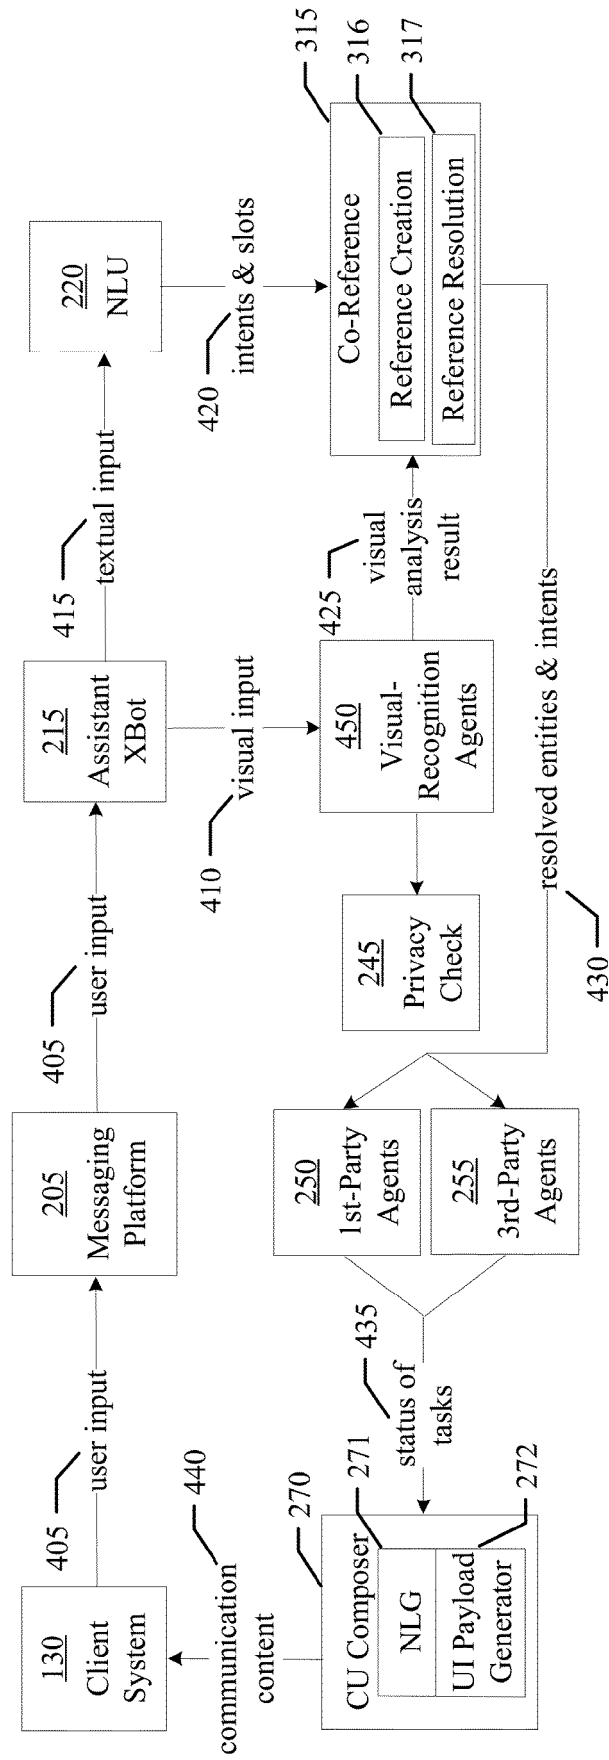 130
Client
System
405
user input
205
Messaging
Platform
405
user input
215
Assistant
XBot
415
textual input
220
NLU
440
communication
content
410
visual input
420
intents & slots
270
CU Composer
271
NLG
272
UI Payload
Generator
435
status of
tasks
250
1st-Party
Agents
255
3rd-Party
Agents
245
Privacy
Check
450
Visual-
Recognition
Agents
425
visual
analysis
result
315
Co-Reference
316
Reference Creation
317
Reference Resolution
resolved entities & intents
430